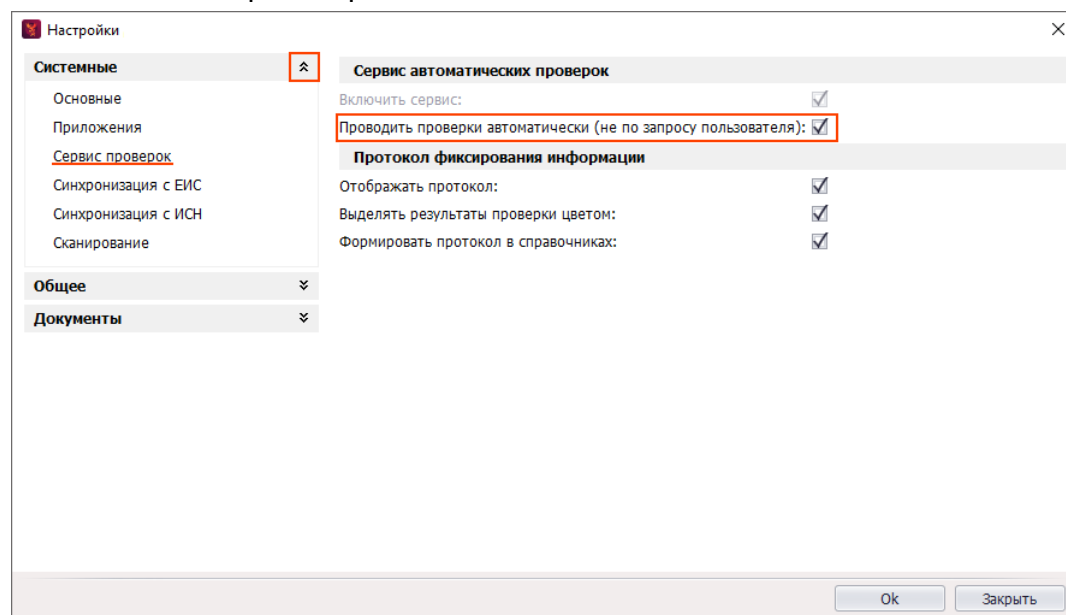 Настройки
Системные
Основные
Приложения
Сервис проверок
Синхронизация с ЕИС
Синхронизация с ИСН
Сканирование
Общее
Документы
Сервис автоматических проверок
Включить сервис:
Проводить проверки автоматически (не по запросу пользователя):
Протокол фиксирования информации
Отображать протокол:
Выделять результаты проверки цветом:
Формировать протокол в справочниках:
Ok
Закрыть